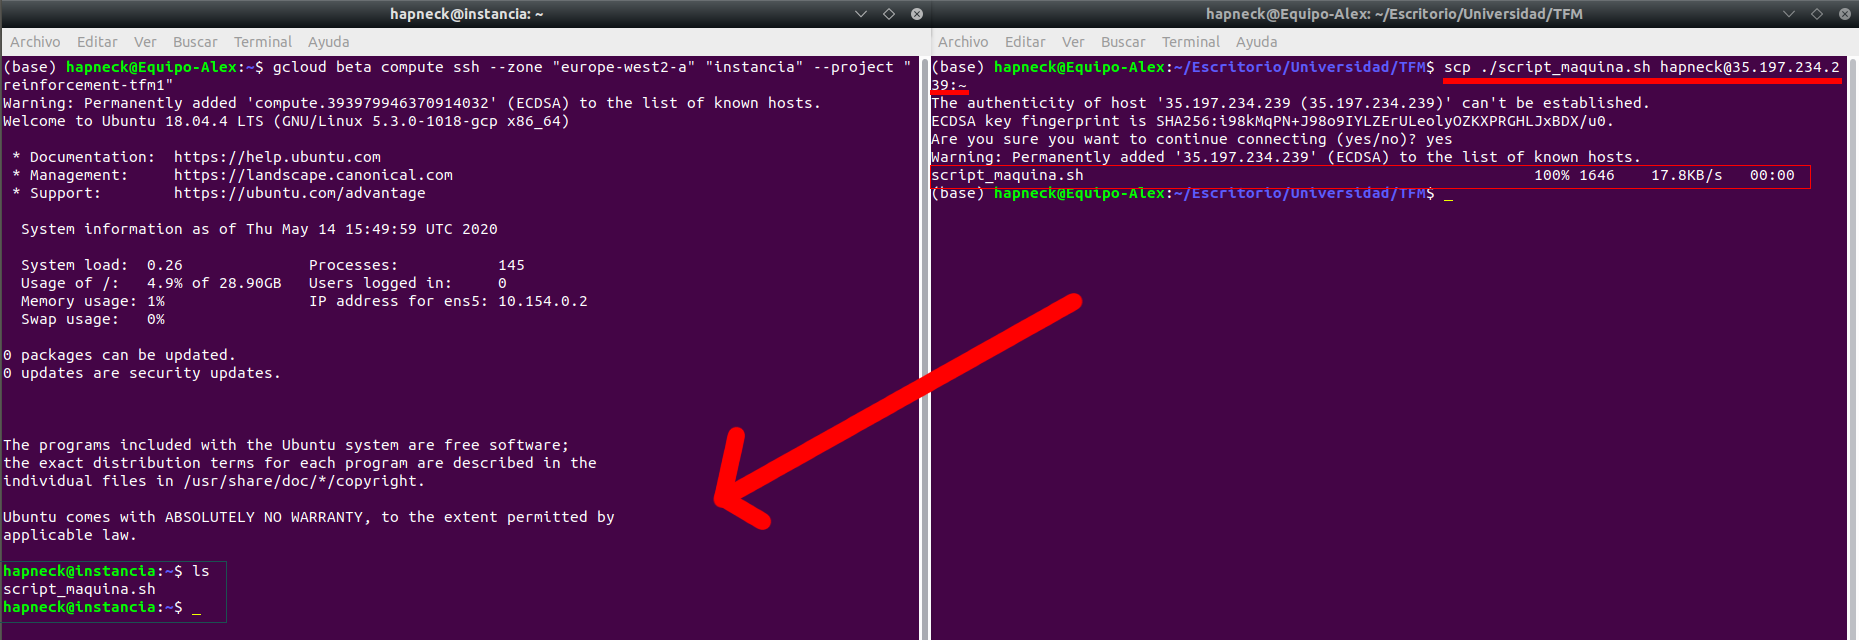 hapneck@instancia: ~
Archivo Editar Ver Buscar Terminal Ayuda
(base) hapneck@Equipo-Alex:~$ gcloud beta compute ssh --zone "europe-west2-a" "instancia" --project "
reinforcement-tfm1"
Warning: Permanently added 'compute.393979946370914032' (ECDSA) to the list of known hosts.
Welcome to Ubuntu 18.04.4 LTS (GNU/Linux 5.3.0-1018-gcp x86_64)
* Documentation: https://help.ubuntu.com
* Management: https://landscape.canonical.com
* Support: https://ubuntu.com/advantage
System information as of Thu May 14 15:49:59 UTC 2020
System load: 0.26 Processes: 145
Usage of /: 4.9% of 28.90GB Users logged in: 0
Memory usage: 1% IP address for ens5: 10.154.0.2
Swap usage: 0%
0 packages can be updated.
0 updates are security updates.
The programs included with the Ubuntu system are free software;
the exact distribution terms for each program are described in the
individual files in /usr/share/doc/*/copyright.
Ubuntu comes with ABSOLUTELY NO WARRANTY, to the extent permitted by
applicable law.
hapneck@instancia:~$ ls
script_maquina.sh
hapneck@instancia:~$ _
hapneck@Equipo-Alex: ~/Escritorio/Universidad/TFM
Archivo Editar Ver Buscar Terminal Ayuda
(base) hapneck@Equipo-Alex:~/Escritorio/Universidad/TFM$ scp ./script_maquina.sh hapneck@35.197.234.2
39:~
The authenticity of host '35.197.234.239 (35.197.234.239)' can't be established.
ECDSA key fingerprint is SHA256:i98kMqPN+J98o9IYLZErULeolyOZKXPRGHLJxBDX/u0.
Are you sure you want to continue connecting (yes/no)? yes
Warning: Permanently added '35.197.234.239' (ECDSA) to the list of known hosts.
script_maquina.sh 100% 1646 17.8KB/s 00:00
(base) hapneck@Equipo-Alex:~/Escritorio/Universidad/TFM$ _